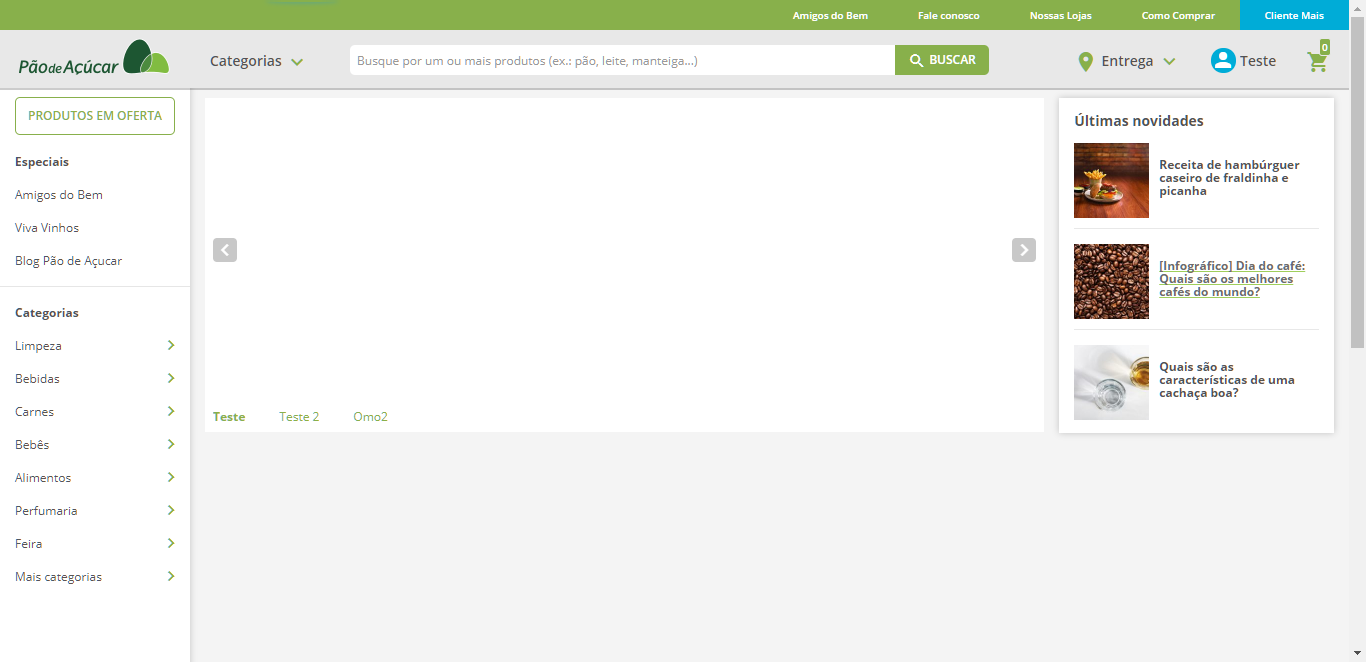 Amigos do Bem
Fale conosco
Nossas Lojas
Como Comprar
Cliente Mais
PãodeAçúcar
Categorias
Busque por um ou mais produtos (ex.: pão, leite, manteiga...)
BUSCAR
Entrega
Teste
0
PRODUTOS EM OFERTA
Especiais
Amigos do Bem
Viva Vinhos
Blog Pão de Açucar
Categorias
Limpeza
Bebidas
Carnes
Bebês
Alimentos
Perfumaria
Feira
Mais categorias
Teste
Teste 2
Omo2
Últimas novidades
Receita de hambúrguer
caseiro de fraldinha e
picanha
[Infográfico] Dia do café:
Quais são os melhores
cafés do mundo?
Quais são as
características de uma
cachaça boa?